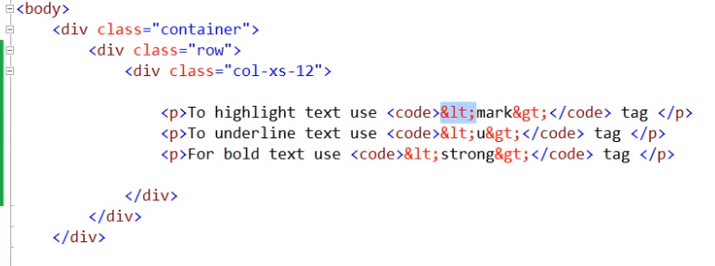 <body>
<div class="container">
<div class="row">
<div class="col-xs-12">
<p>To highlight text use <code>&lt;mark&gt;</code> tag </p>
<p>To underline text use <code>&lt;u&gt;</code> tag </p>
<p>For bold text use <code>&lt;strong&gt;</code> tag </p>
</div>
</div>
</div>